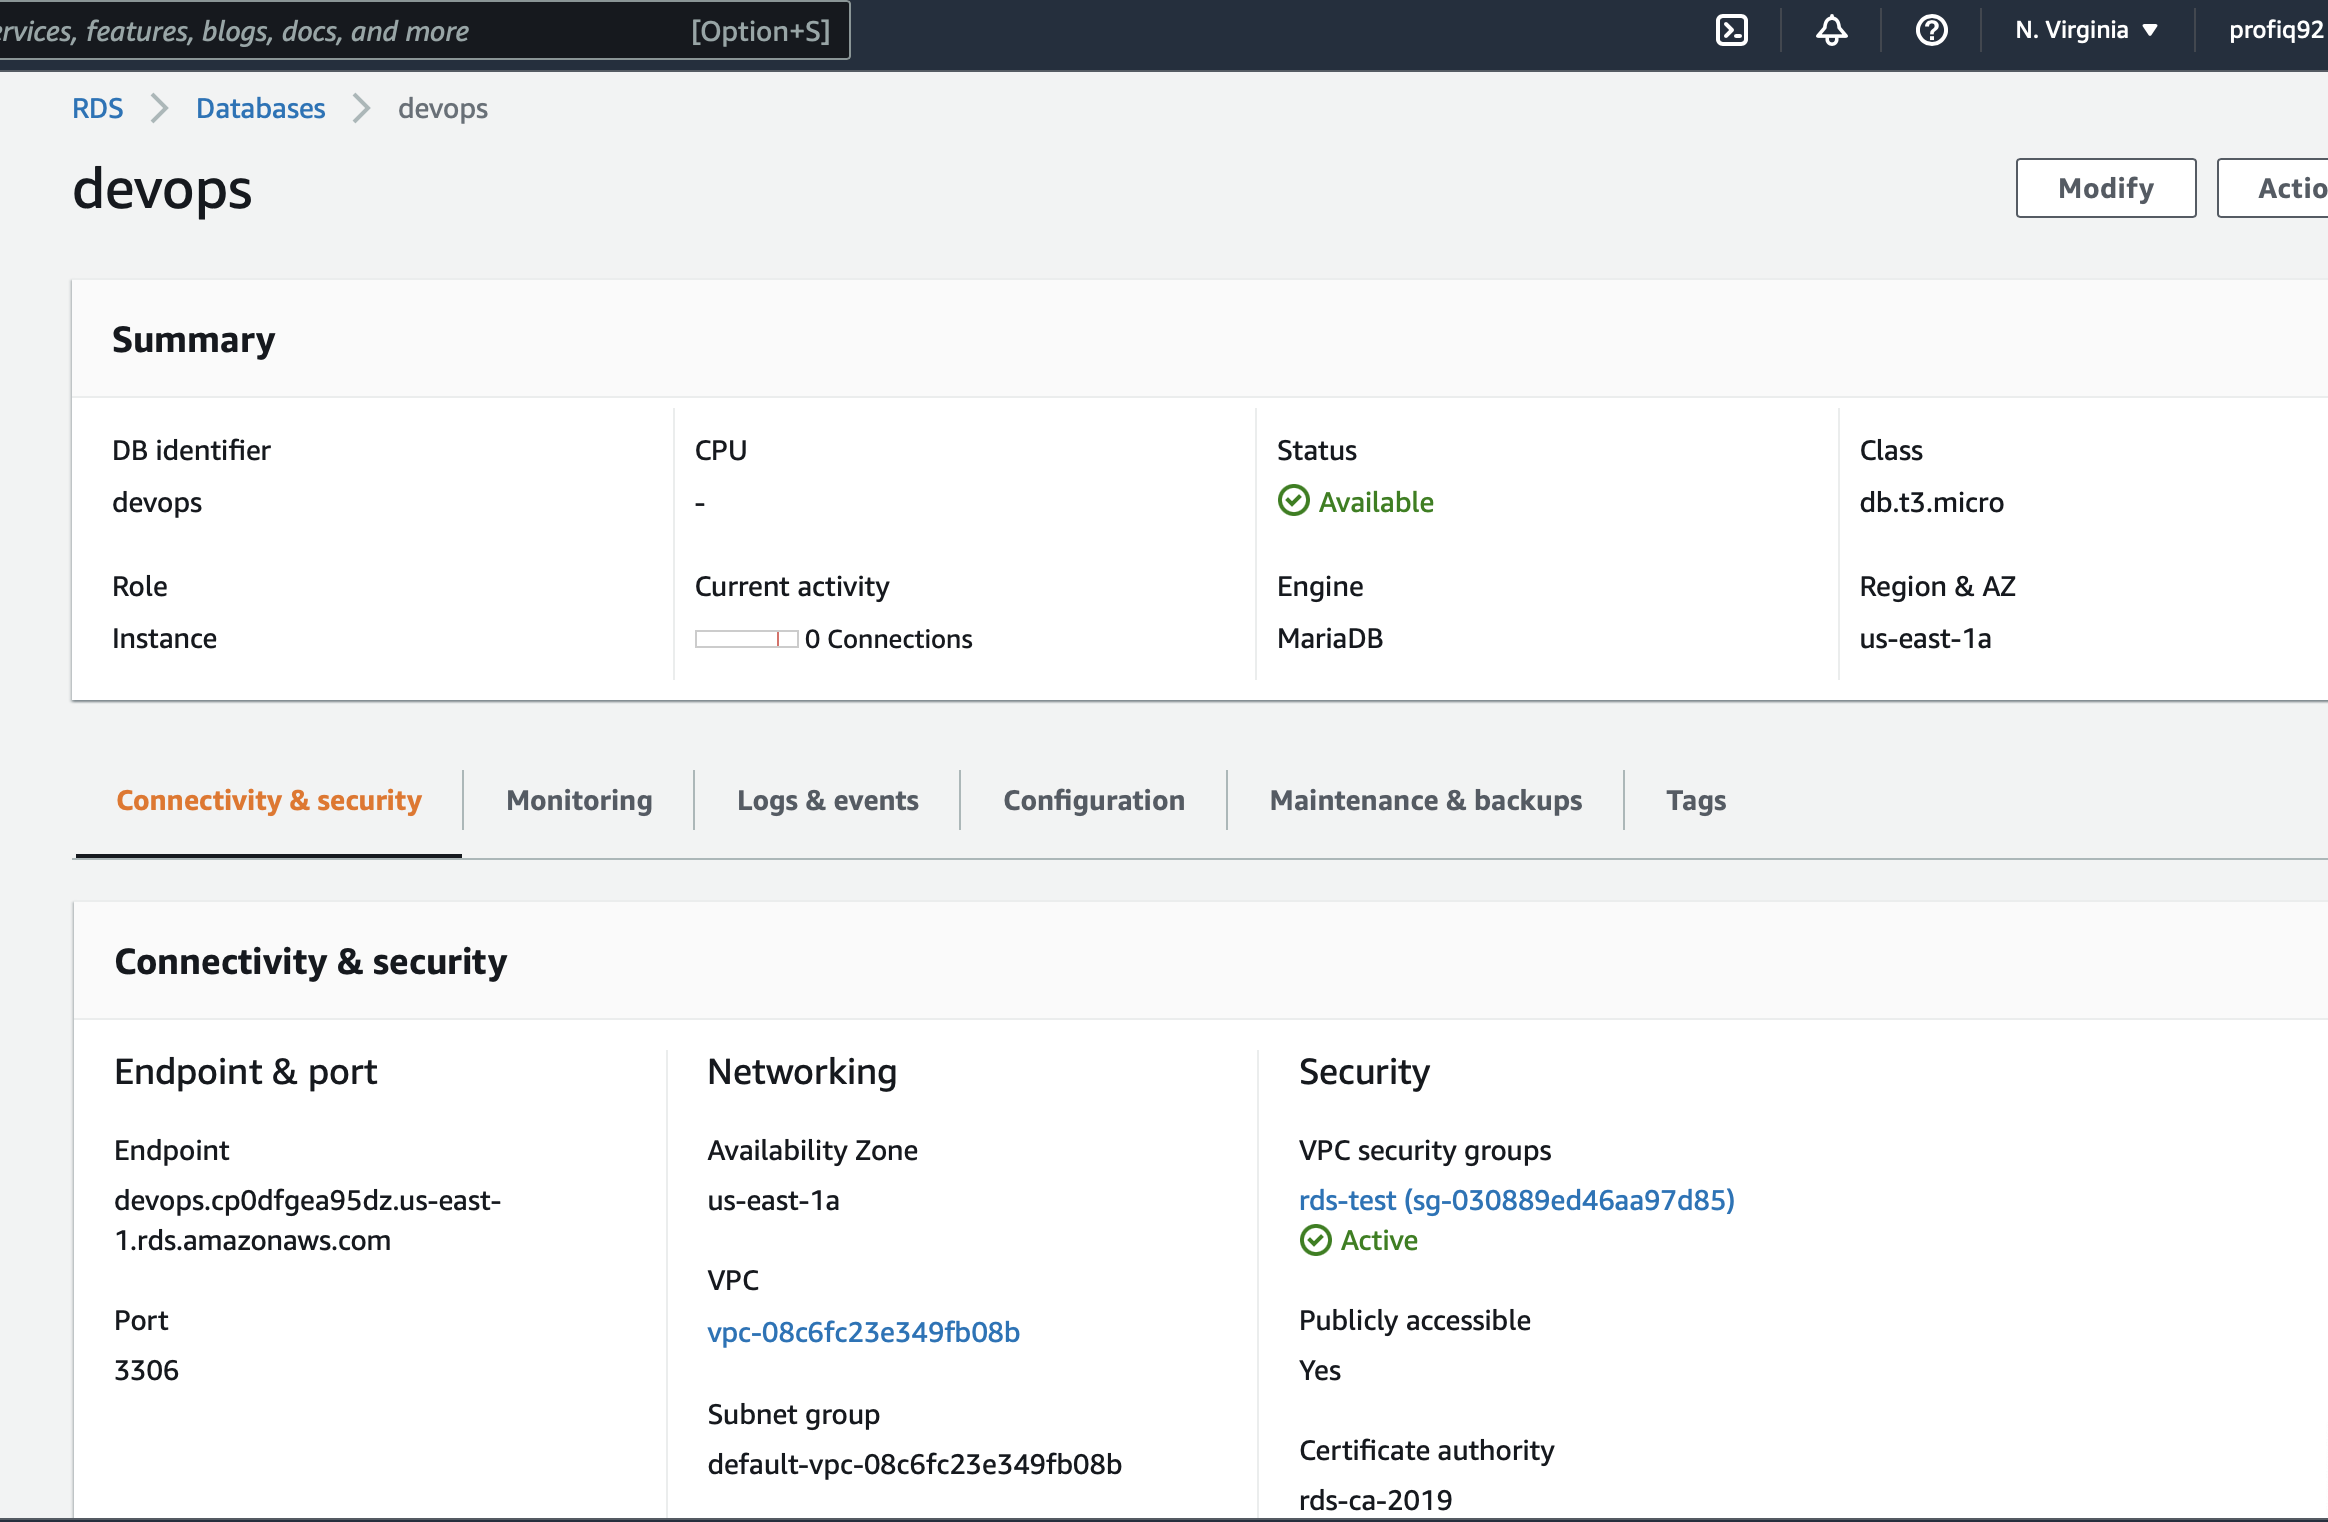 rvices, features, blogs, docs, and more [Option+S] N. Virginia ▼ profiq92
RDS > Databases > devops
devops
Modify Actio
Summary
DB identifier CPU Status Class
devops - Available db.t3.micro
Role Current activity Engine Region & AZ
Instance 0 Connections MariaDB us-east-1a
Connectivity & security Monitoring Logs & events Configuration Maintenance & backups Tags
Connectivity & security
Endpoint & port
Endpoint
devops.cp0dfgea95dz.us-east-
1.rds.amazonaws.com
Port
3306
Networking
Availability Zone
us-east-1a
VPC
vpc-08c6fc23e349fb08b
Subnet group
default-vpc-08c6fc23e349fb08b
Security
VPC security groups
rds-test (sg-030889ed46aa97d85)
Active
Publicly accessible
Yes
Certificate authority
rds-ca-2019